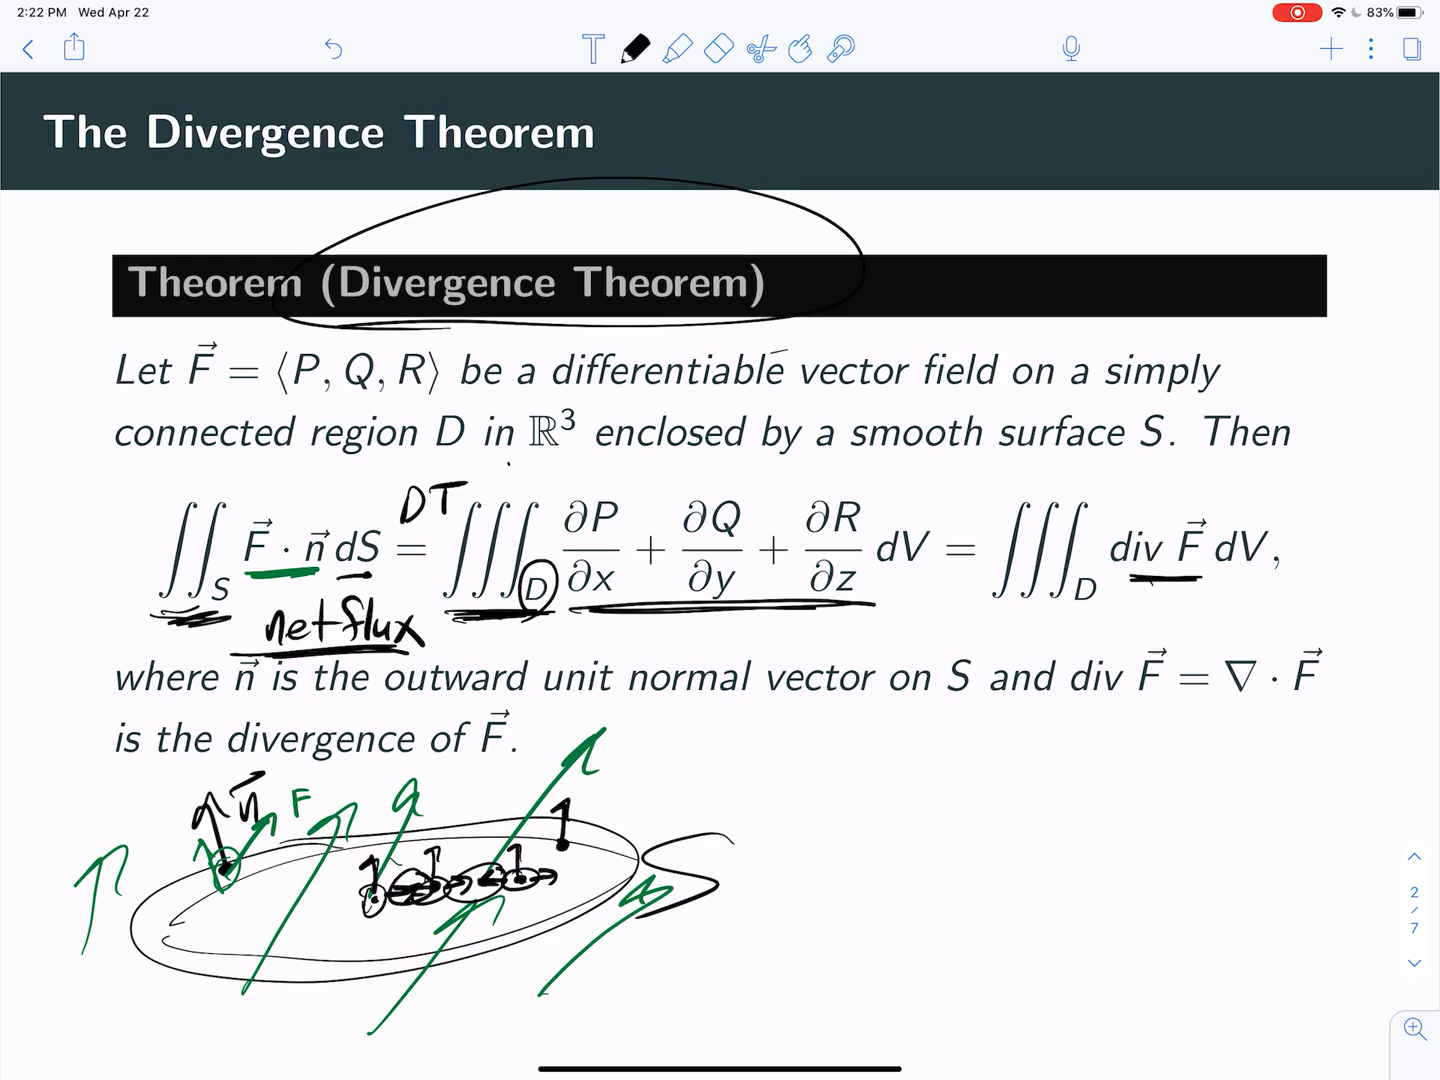 2:22 PM Wed Apr 22 83%
The Divergence Theorem
Theorem (Divergence Theorem)
Let F⃗ = ⟨P, Q, R⟩ be a differentiable vector field on a simply
connected region D in ℝ³ enclosed by a smooth surface S. Then
DT
∬_S F⃗ · n⃗ dS = ∭_D ∂P/∂x + ∂Q/∂y + ∂R/∂z dV = ∭_D div F⃗ dV,
net flux
where n⃗ is the outward unit normal vector on S and div F⃗ = ∇ · F⃗
is the divergence of F⃗.
n⃗ F
S
2
/
7